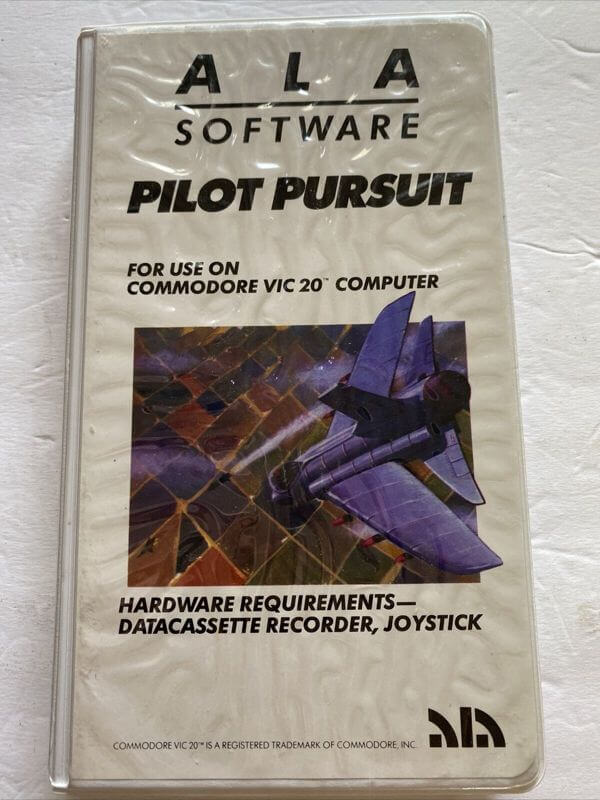 A L A
SOFTWARE
PILOT PURSUIT
FOR USE ON
COMMODORE VIC 20™ COMPUTER
HARDWARE REQUIREMENTS—
DATACASSETTE RECORDER, JOYSTICK
COMMODORE VIC 20™ IS A REGISTERED TRADEMARK OF COMMODORE, INC.
ala